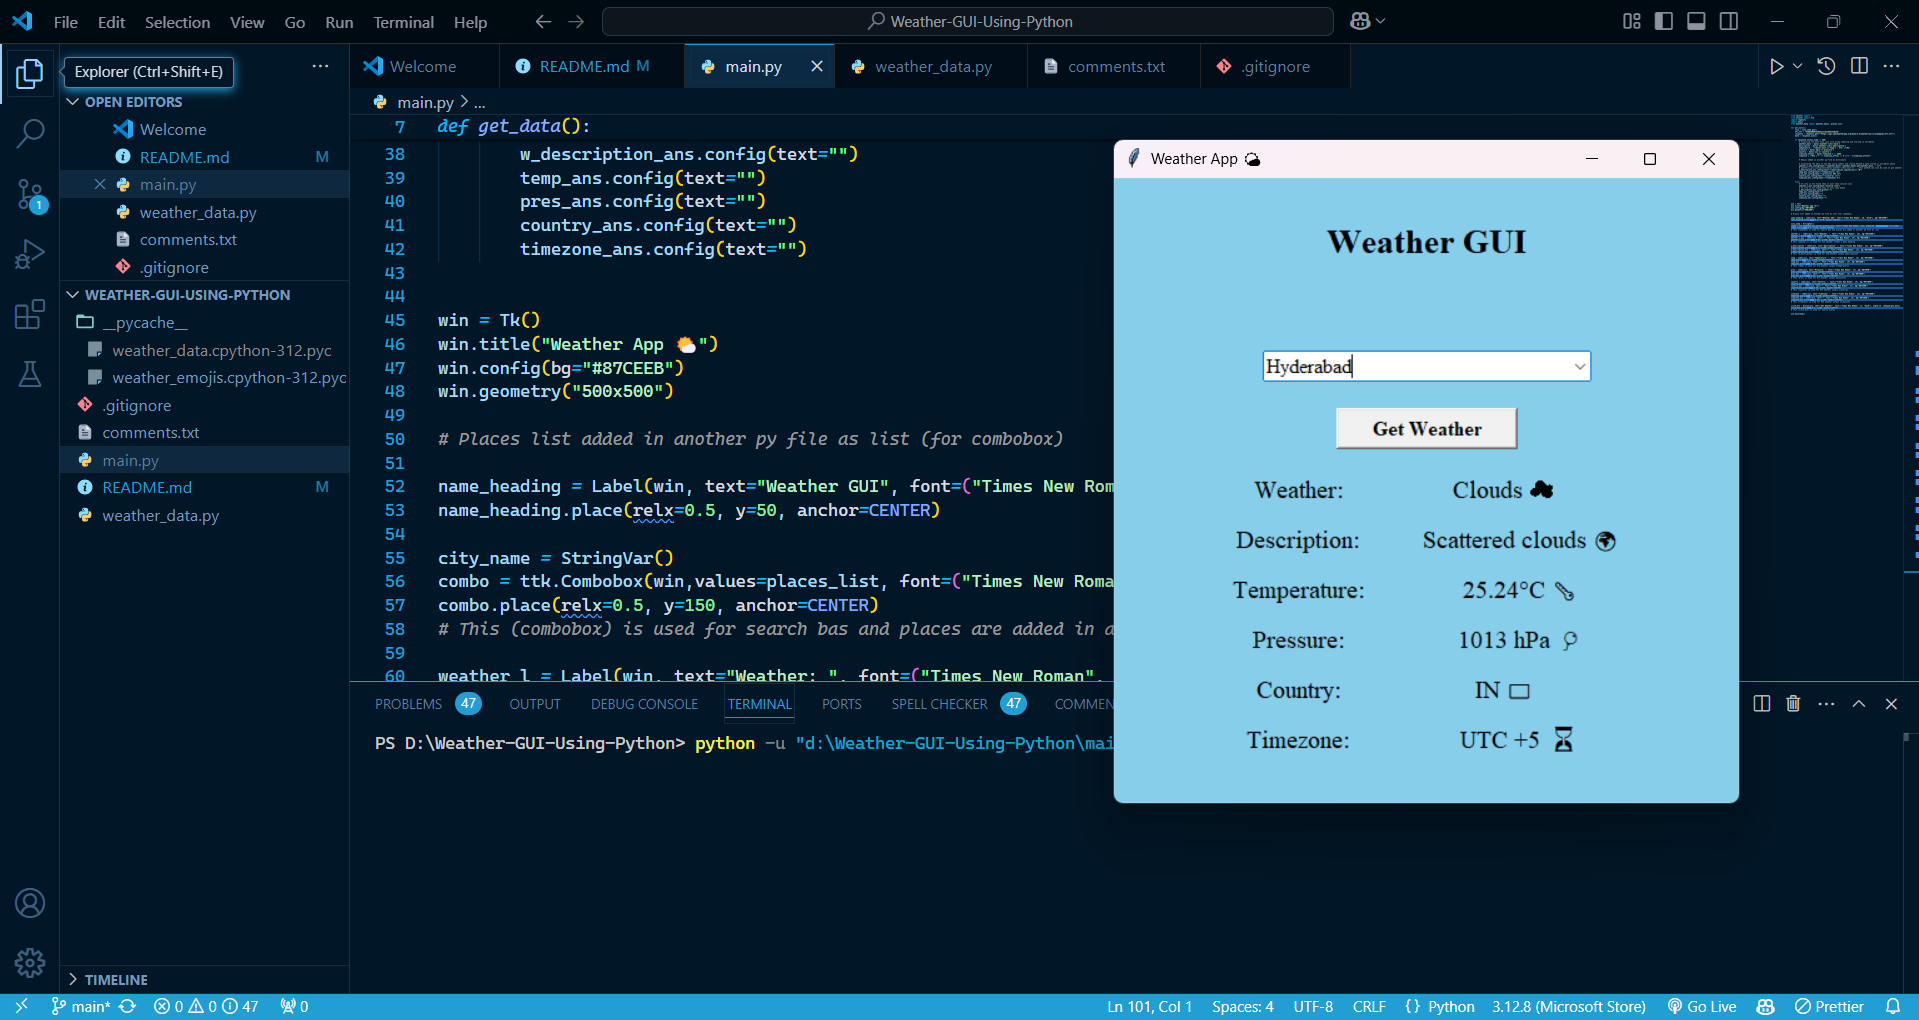 File Edit Selection View Go Run Terminal Help
Weather-GUI-Using-Python
Explorer (Ctrl+Shift+E)
OPEN EDITORS
Welcome
README.md M
main.py
weather_data.py
comments.txt
.gitignore
WEATHER-GUI-USING-PYTHON
__pycache__
weather_data.cpython-312.pyc
weather_emojis.cpython-312.pyc
.gitignore
comments.txt
main.py
README.md M
weather_data.py
TIMELINE
1
Welcome README.md M main.py weather_data.py comments.txt .gitignore
main.py > ...
7 def get_data():
38 w_description_ans.config(text="")
39 temp_ans.config(text="")
40 pres_ans.config(text="")
41 country_ans.config(text="")
42 timezone_ans.config(text="")
43
44
45 win = Tk()
46 win.title("Weather App 🌤️")
47 win.config(bg="#87CEEB")
48 win.geometry("500x500")
49
50 # Places list added in another py file as list (for combobox)
51
52 name_heading = Label(win, text="Weather GUI", font=("Times New Rom
53 name_heading.place(relx=0.5, y=50, anchor=CENTER)
54
55 city_name = StringVar()
56 combo = ttk.Combobox(win,values=places_list, font=("Times New Roma
57 combo.place(relx=0.5, y=150, anchor=CENTER)
58 # This (combobox) is used for search bas and places are added in a
59
60 weather_l = Label(win, text="Weather: ", font=("Times New Roman",
PROBLEMS 47 OUTPUT DEBUG CONSOLE TERMINAL PORTS SPELL CHECKER 47 COMMEN
PS D:\Weather-GUI-Using-Python> python -u "d:\Weather-GUI-Using-Python\mai
Weather App 🌤
Weather GUI
Hyderabad
Get Weather
Weather: Clouds ☁
Description: Scattered clouds 🌍
Temperature: 25.24°C
Pressure: 1013 hPa
Country: IN
Timezone: UTC +5 ⏳
main* 0 0 47 0
Ln 101, Col 1 Spaces: 4 UTF-8 CRLF {} Python 3.12.8 (Microsoft Store) Go Live Prettier